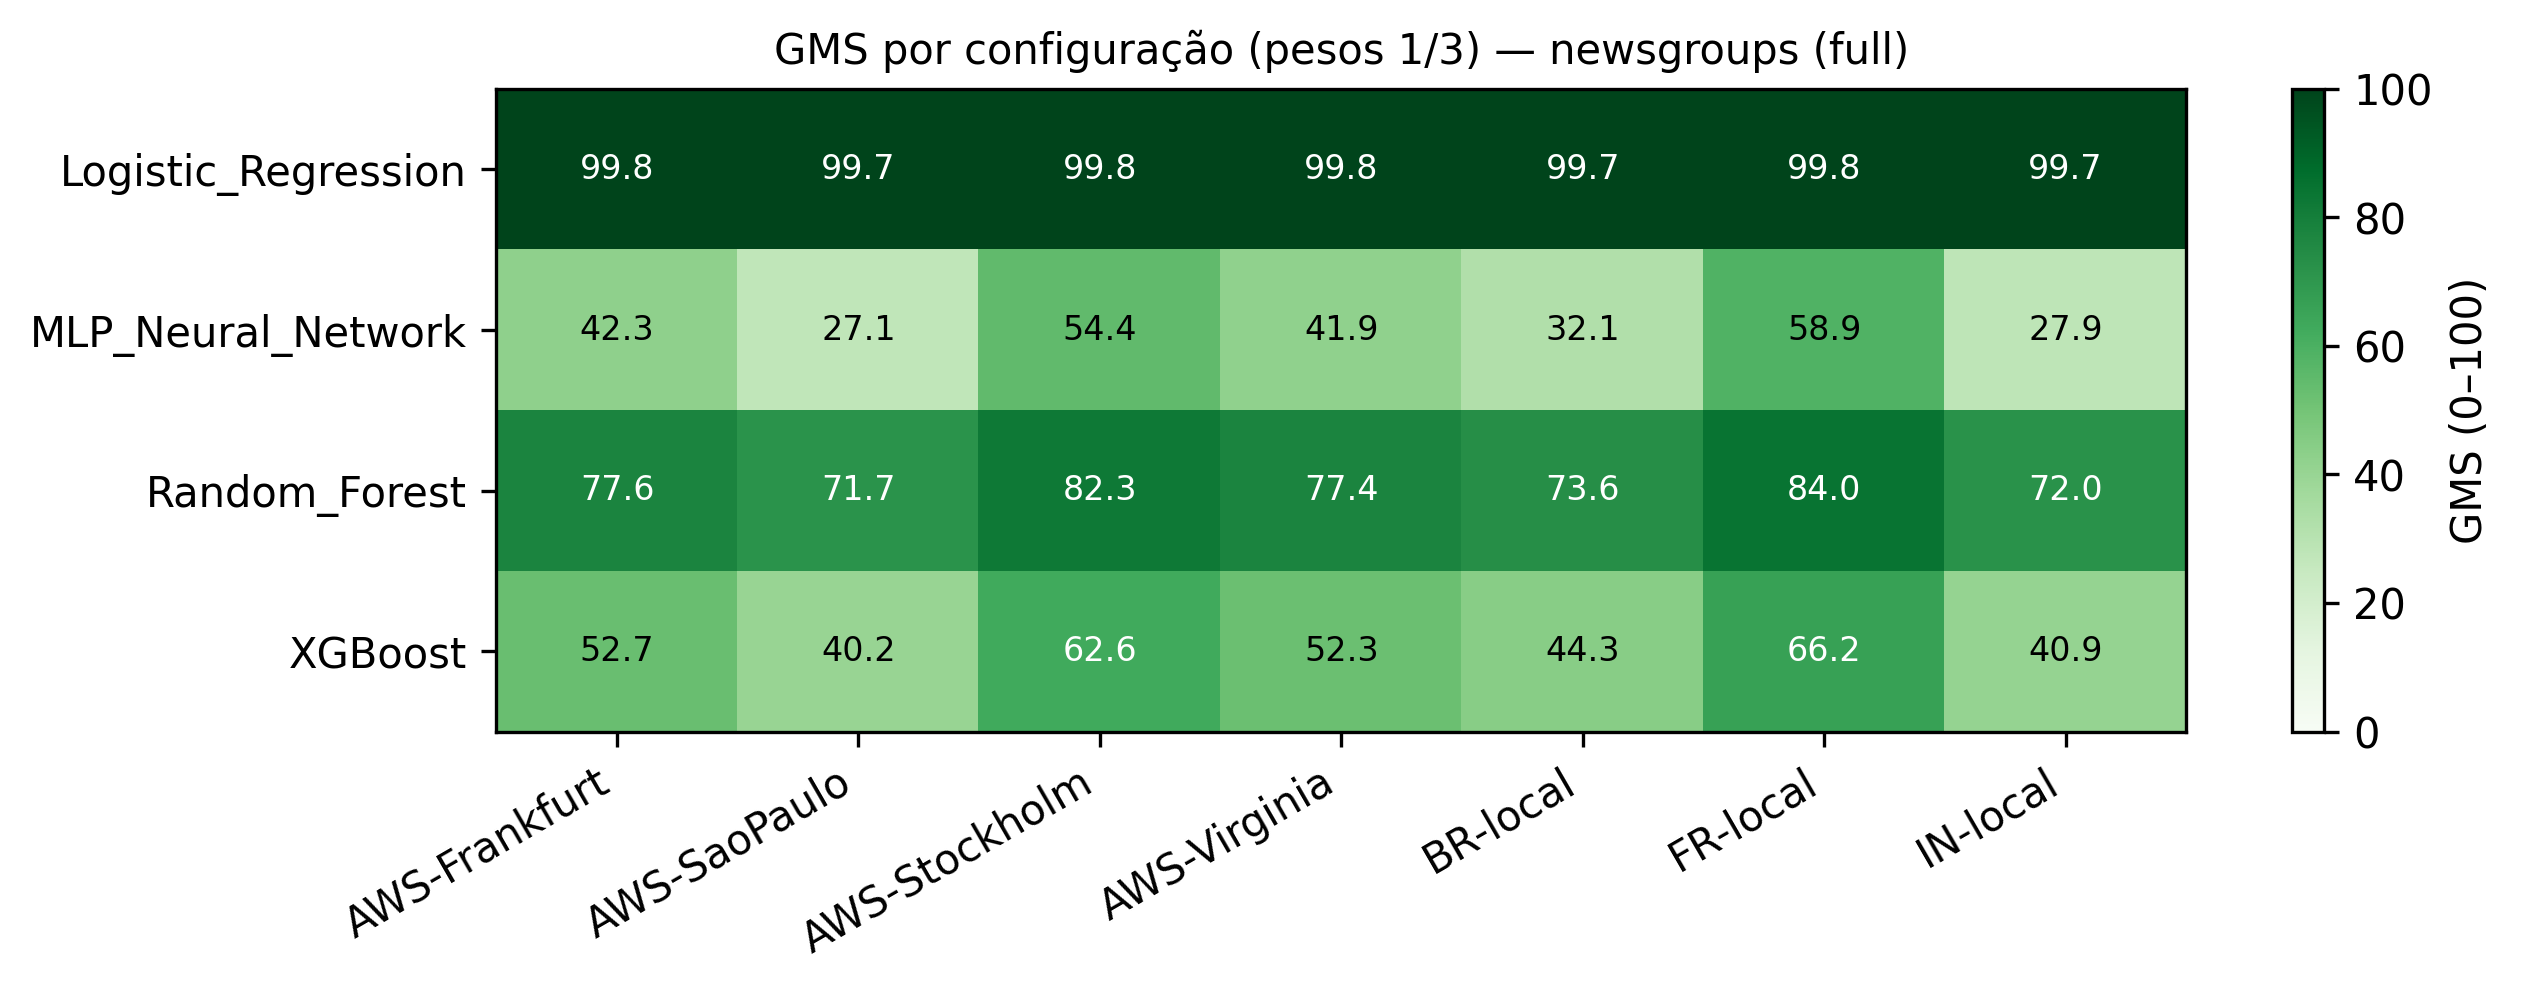 GMS por configuração (pesos 1/3) — newsgroups (full)
Logistic_Regression 99.8 99.7 99.8 99.8 99.7 99.8 99.7
MLP_Neural_Network 42.3 27.1 54.4 41.9 32.1 58.9 27.9
Random_Forest 77.6 71.7 82.3 77.4 73.6 84.0 72.0
XGBoost 52.7 40.2 62.6 52.3 44.3 66.2 40.9
AWS-Frankfurt
AWS-SaoPaulo
AWS-Stockholm
AWS-Virginia
BR-local
FR-local
IN-local
100
80
60
40
20
0
GMS (0–100)